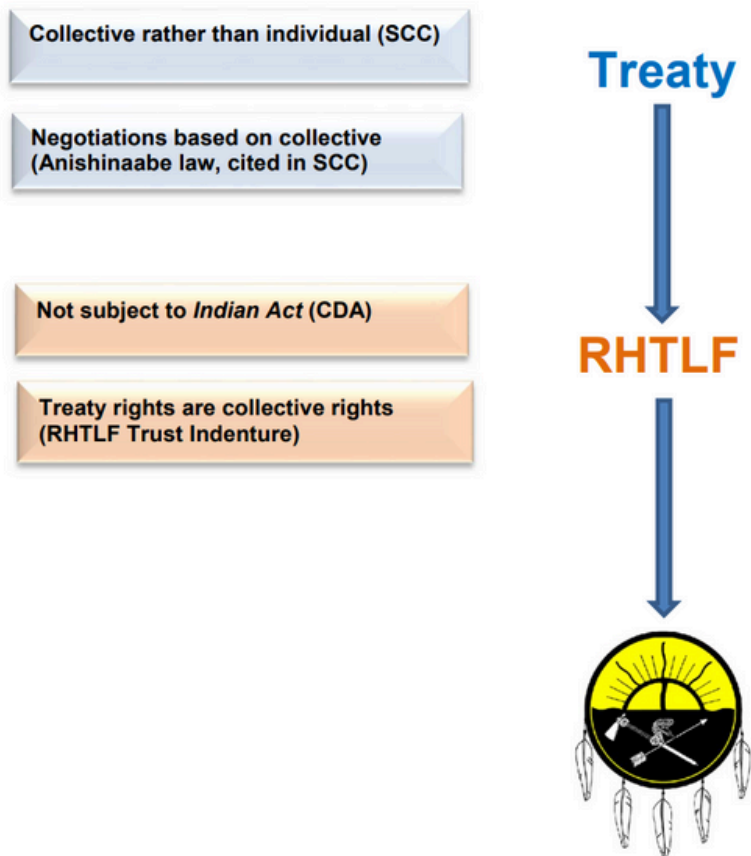 Collective rather than individual (SCC)
Treaty
Negotiations based on collective
(Anishinaabe law, cited in SCC)
Not subject to Indian Act (CDA)
RHTLF
Treaty rights are collective rights
(RHTLF Trust Indenture)